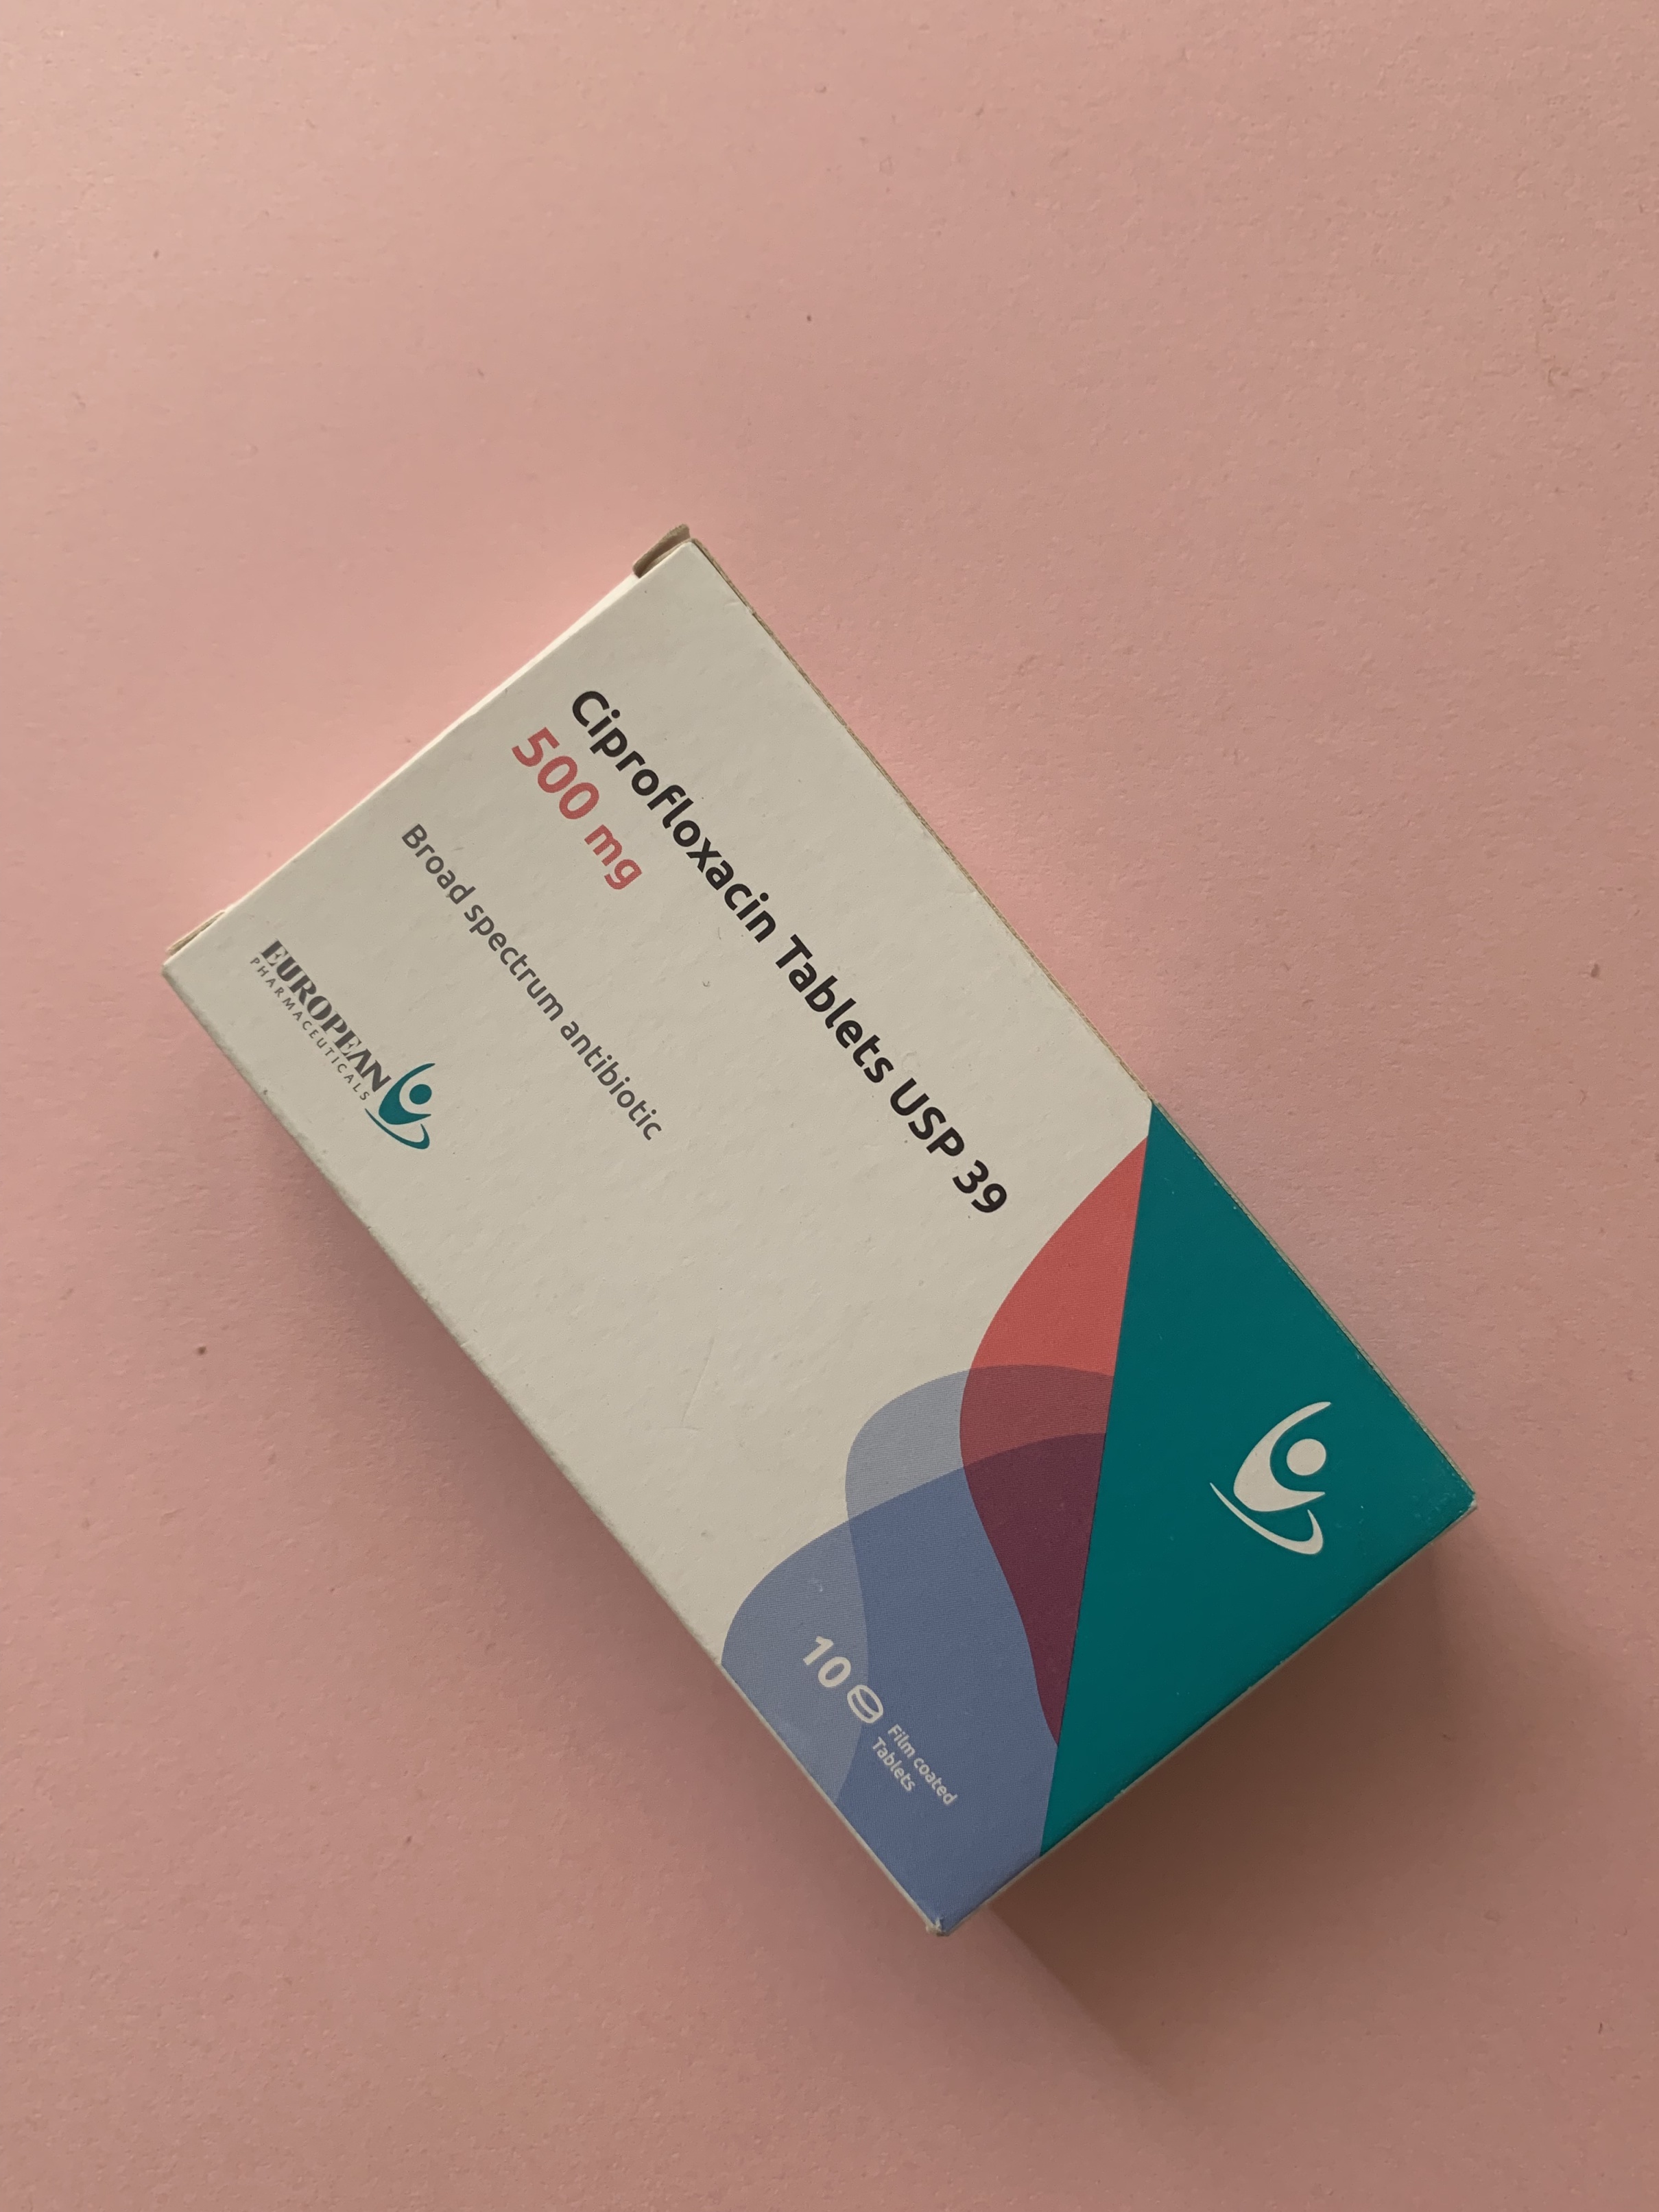 Ciprofloxacin Tablets USP 39
500 mg
Broad spectrum antibiotic
EUROPEAN
PHARMACEUTICALS
10
Film coated
Tablets